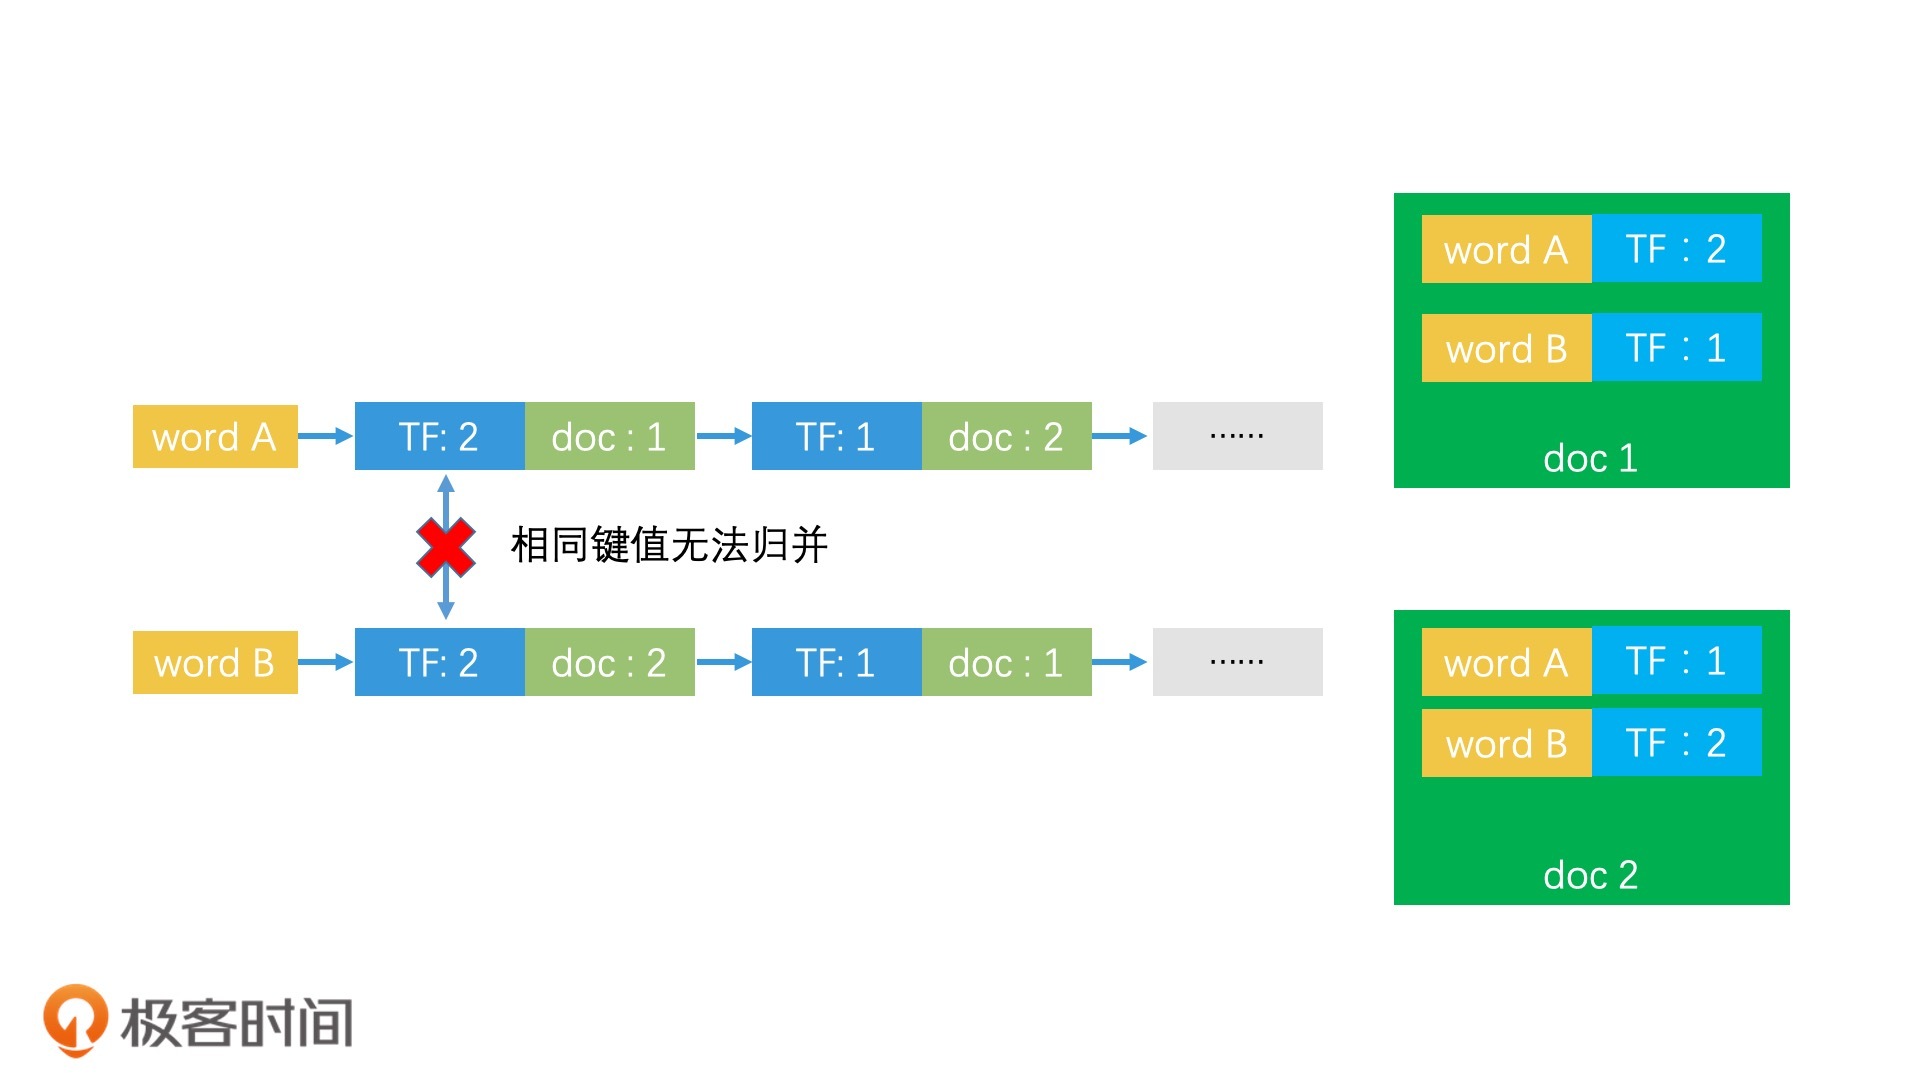 word A TF: 2 doc : 1 TF: 1 doc : 2 ......
相同键值无法归并
word B TF: 2 doc : 2 TF: 1 doc : 1 ......
word A TF : 2
word B TF : 1
doc 1
word A TF : 1
word B TF : 2
doc 2
极客时间